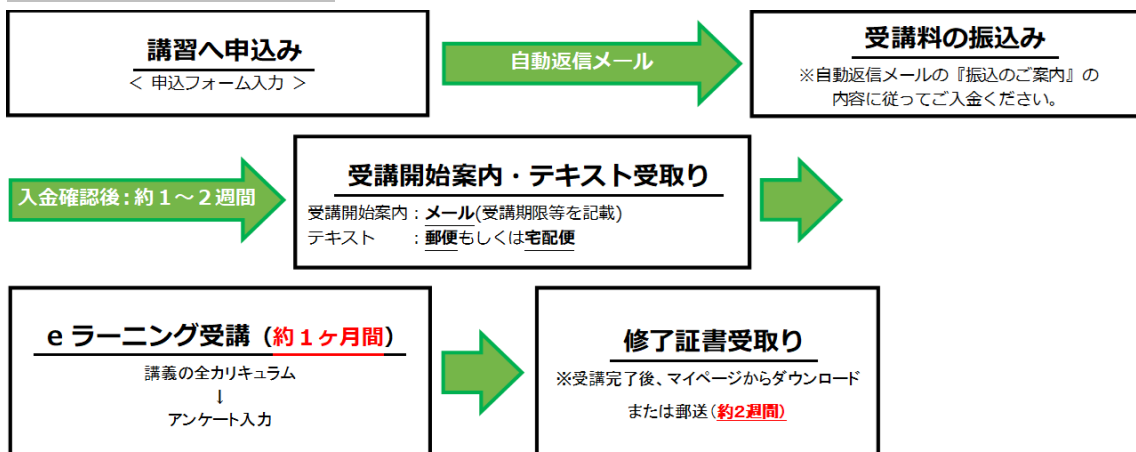 講習へ申込み
＜ 申込フォーム入力 ＞
自動返信メール
受講料の振込み
※自動返信メールの『振込のご案内』の
内容に従ってご入金ください。
入金確認後：約１～２週間
受講開始案内・テキスト受取り
受講開始案内：メール(受講期限等を記載)
テキスト　　：郵便もしくは宅配便
e ラーニング受講（約１ヶ月間）
講義の全カリキュラム
↓
アンケート入力
修了証書受取り
※受講完了後、マイページからダウンロード
または郵送（約2週間）